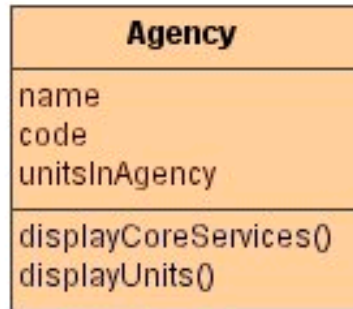 Agency
name
code
unitsInAgency
displayCoreServices()
displayUnits()